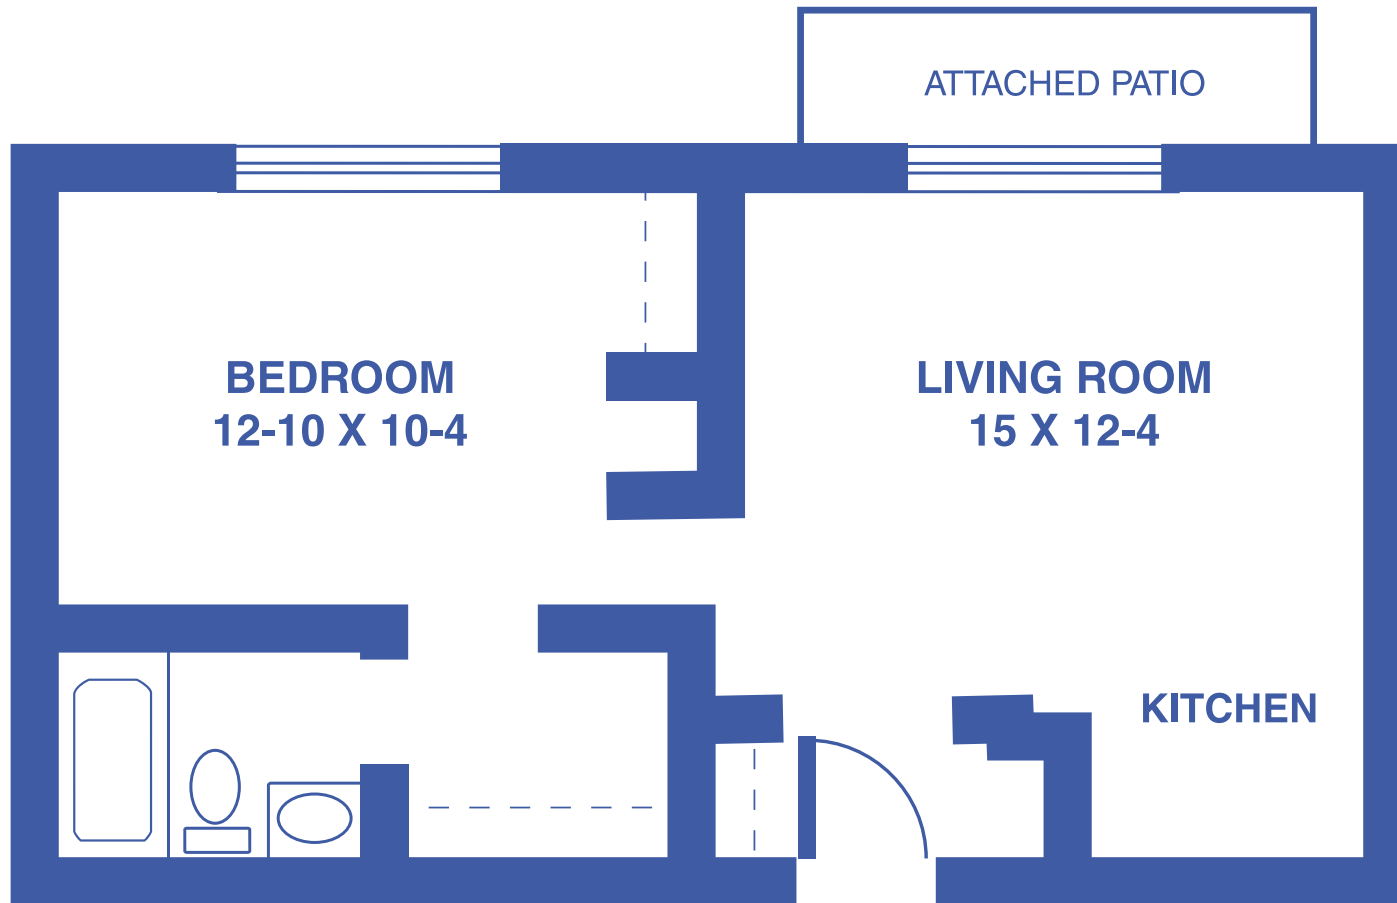 ATTACHED PATIO
BEDROOM
12-10 X 10-4
LIVING ROOM
15 X 12-4
KITCHEN